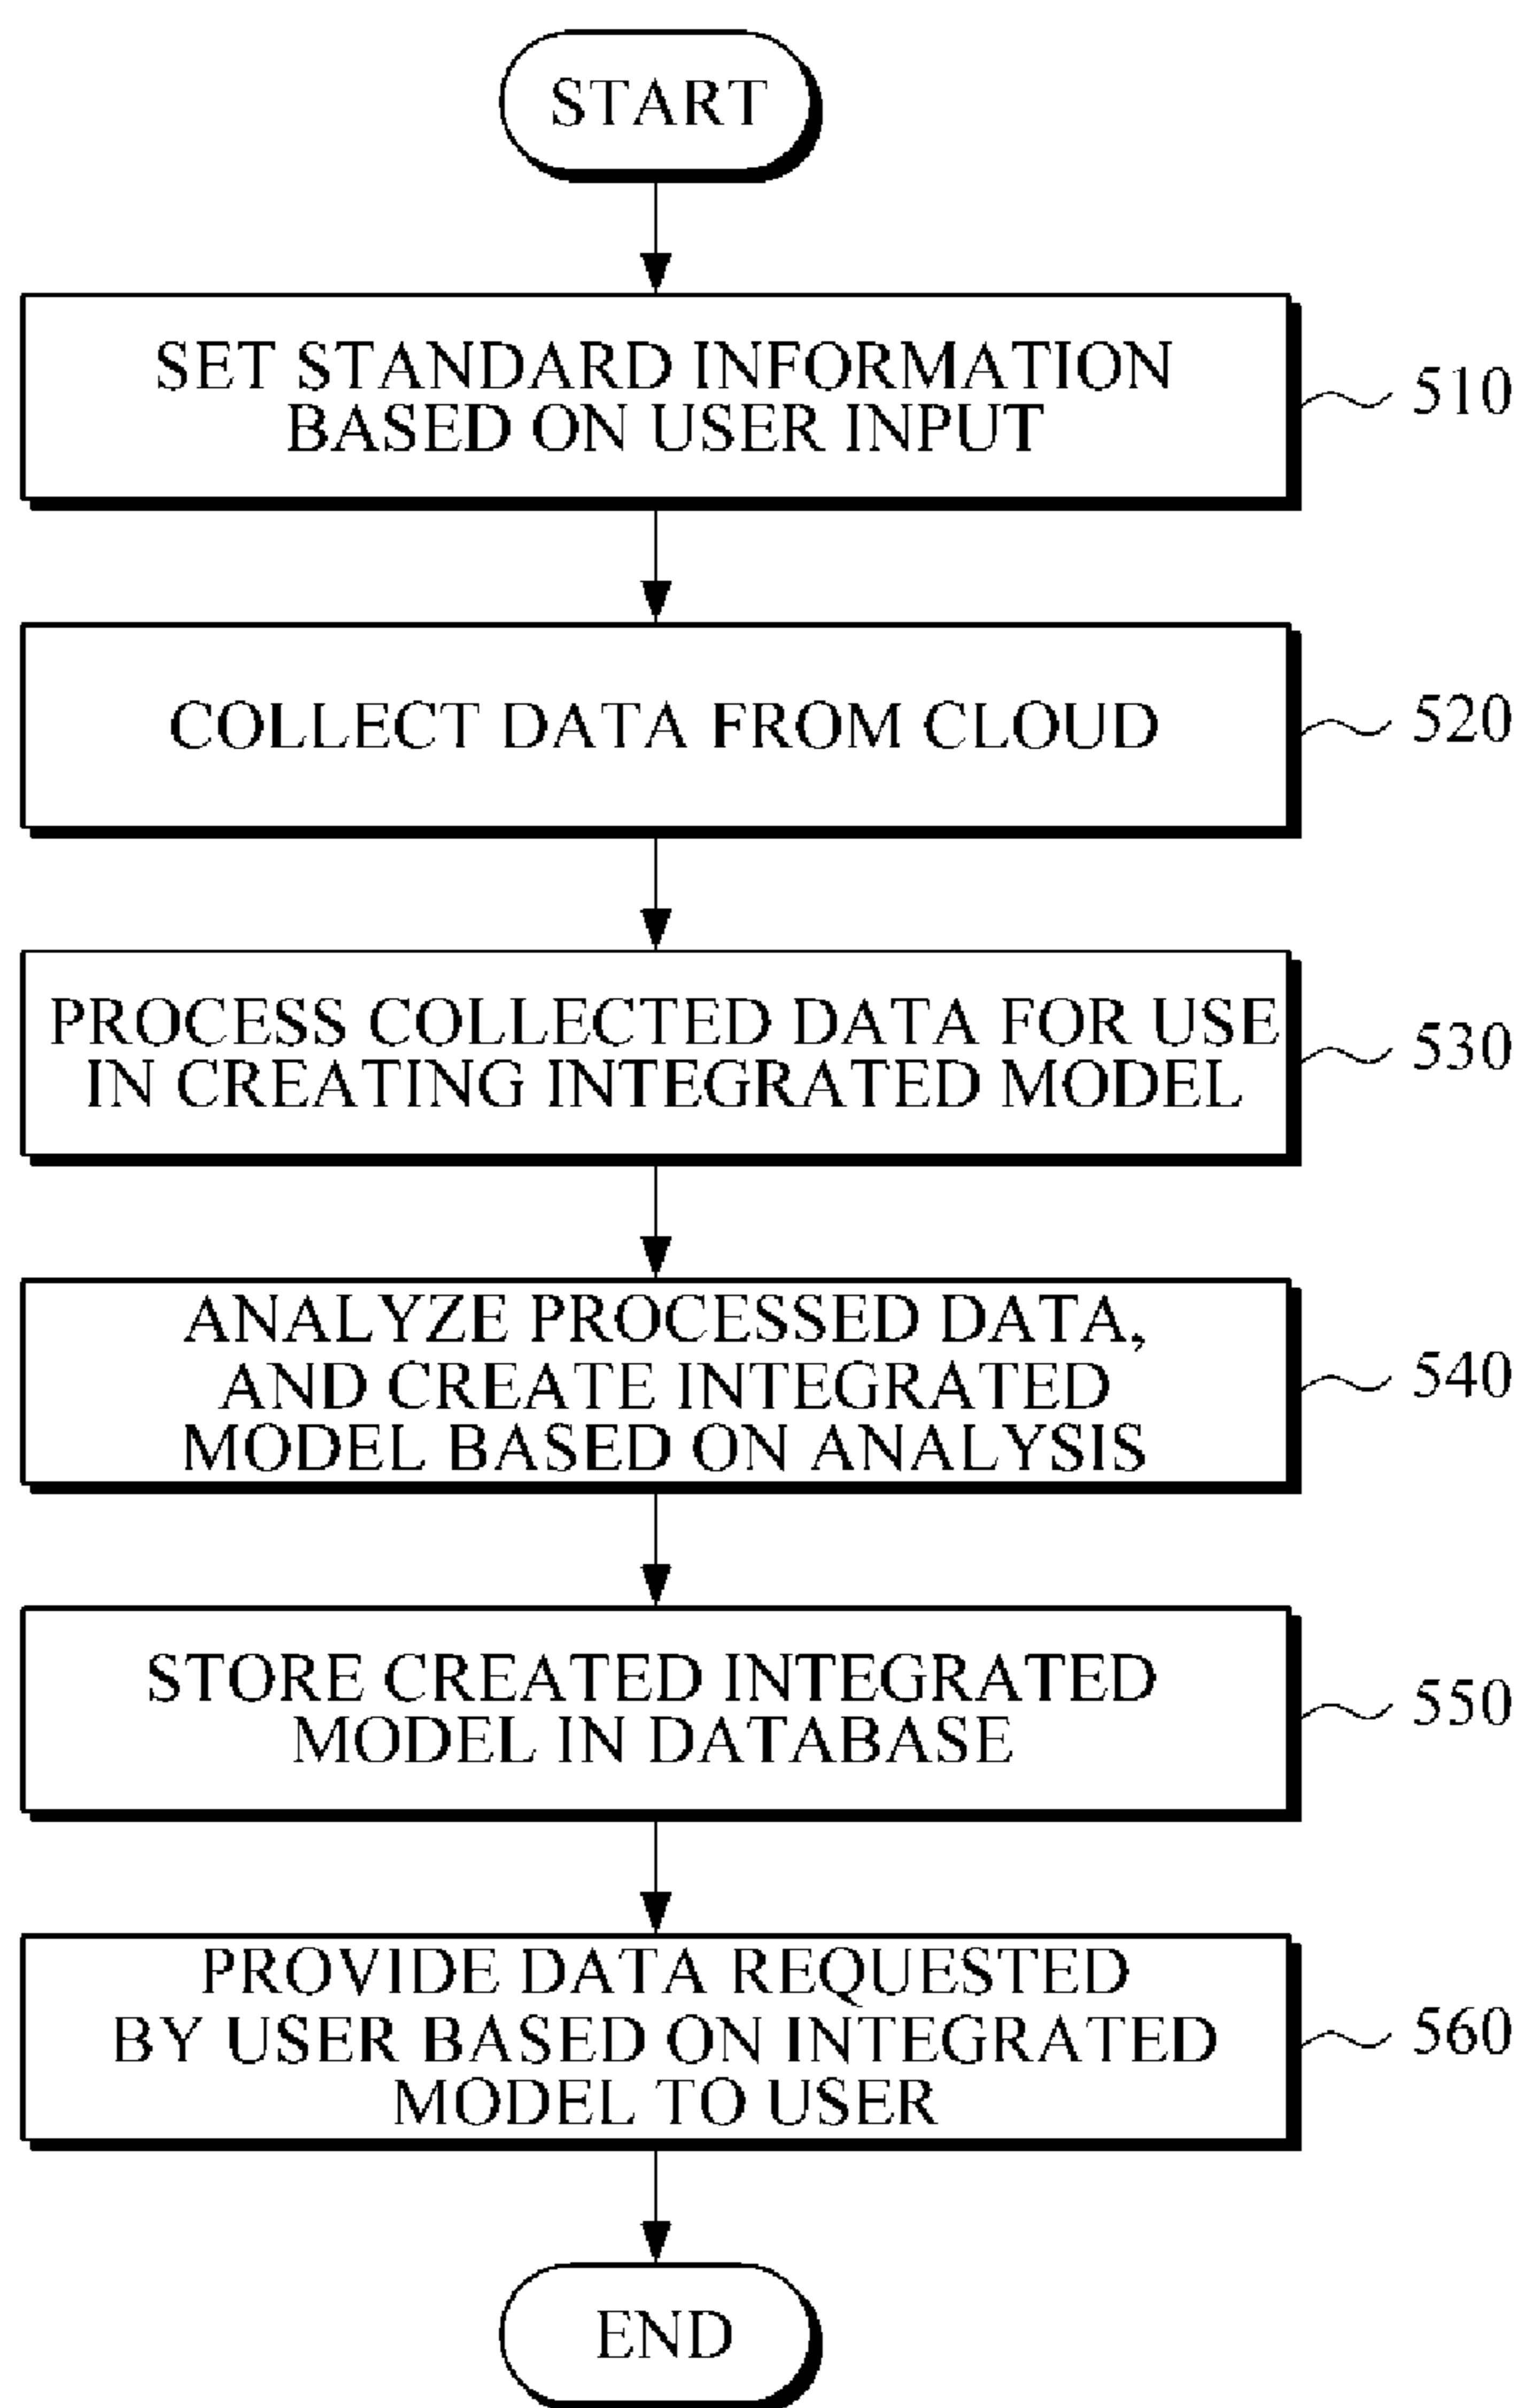 START
SET STANDARD INFORMATION
BASED ON USER INPUT
510
COLLECT DATA FROM CLOUD
520
PROCESS COLLECTED DATA FOR USE
IN CREATING INTEGRATED MODEL
530
ANALYZE PROCESSED DATA,
AND CREATE INTEGRATED
MODEL BASED ON ANALYSIS
540
STORE CREATED INTEGRATED
MODEL IN DATABASE
550
PROVIDE DATA REQUESTED
BY USER BASED ON INTEGRATED
MODEL TO USER
560
END